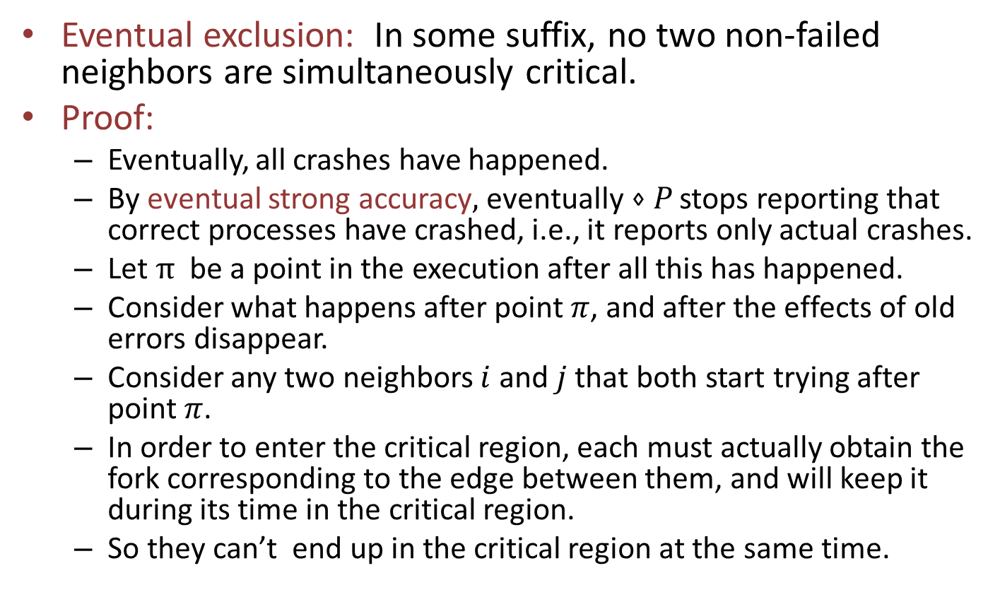 • Eventual exclusion: In some suffix, no two non-failed
neighbors are simultaneously critical.
• Proof:
– Eventually, all crashes have happened.
– By eventual strong accuracy, eventually ⋄ P stops reporting that
correct processes have crashed, i.e., it reports only actual crashes.
– Let π be a point in the execution after all this has happened.
– Consider what happens after point π, and after the effects of old
errors disappear.
– Consider any two neighbors i and j that both start trying after
point π.
– In order to enter the critical region, each must actually obtain the
fork corresponding to the edge between them, and will keep it
during its time in the critical region.
– So they can’t end up in the critical region at the same time.